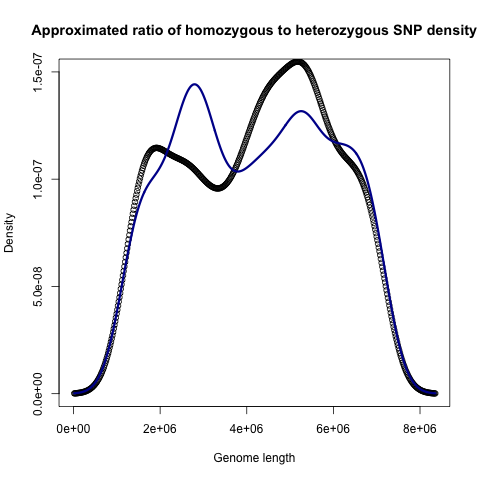 Approximated ratio of homozygous to heterozygous SNP density
Density
1.5e-07
1.0e-07
5.0e-08
0.0e+00
0e+00 2e+06 4e+06 6e+06 8e+06
Genome length